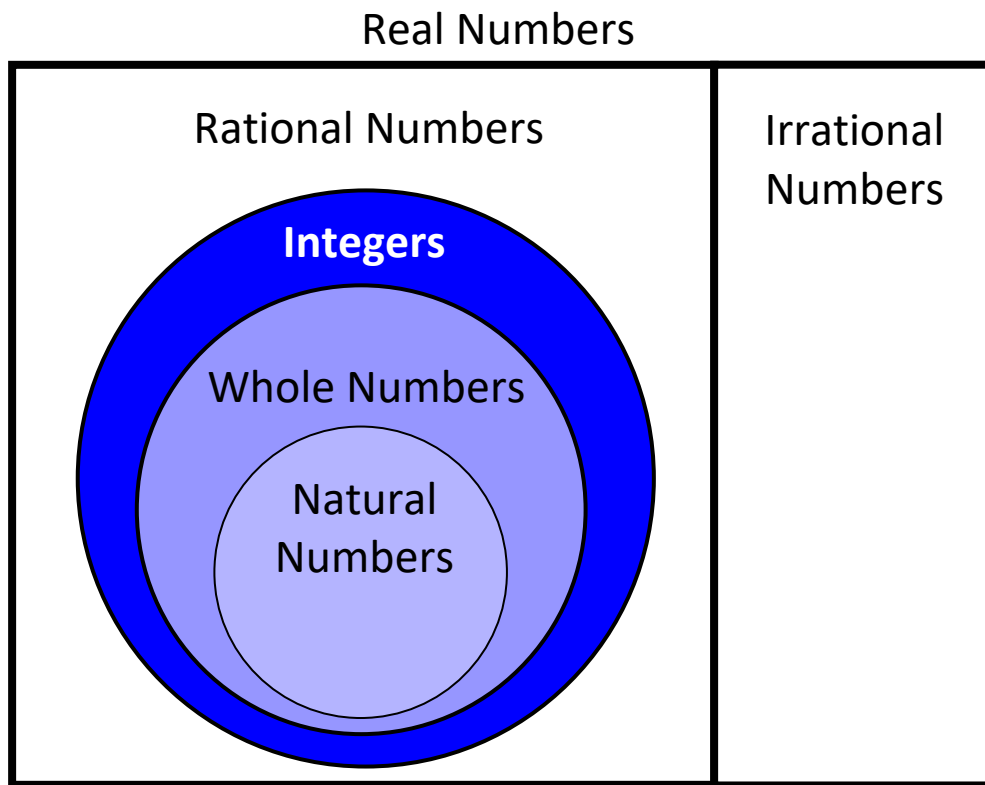 Real Numbers
Rational Numbers
Irrational
Numbers
Integers
Whole Numbers
Natural
Numbers